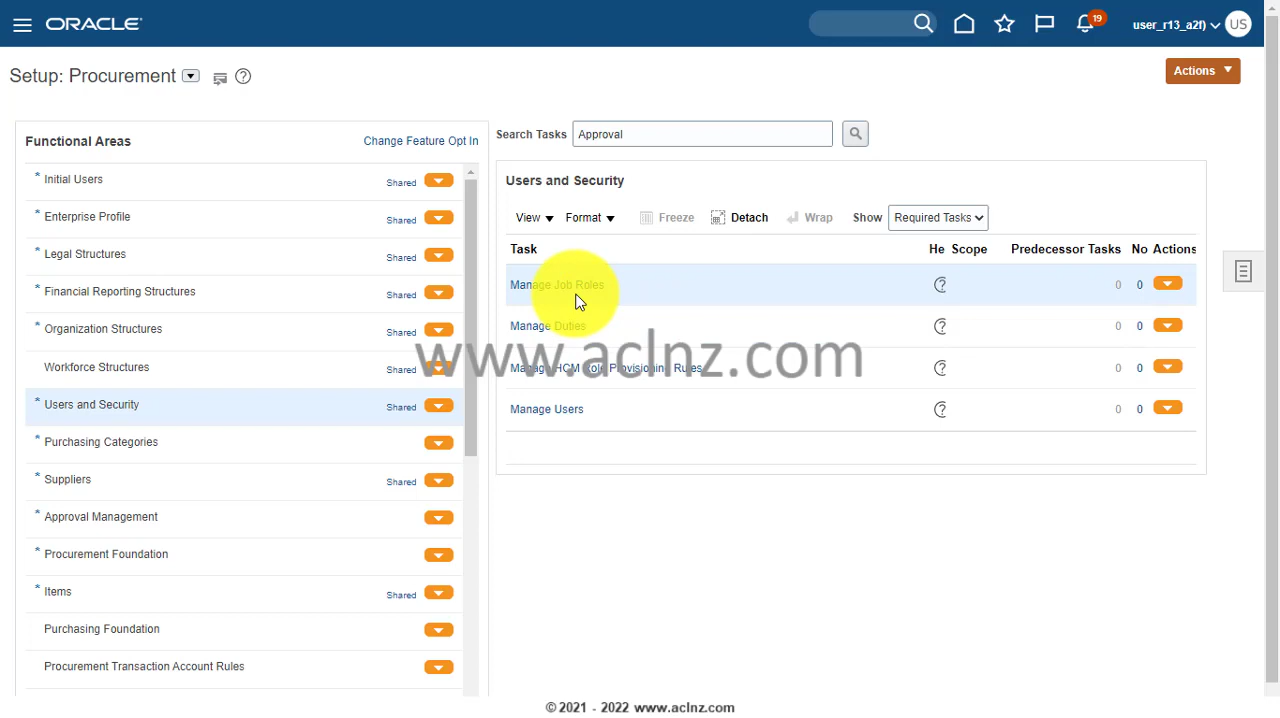 ORACLE
19
user_r13_a2f)
US
Setup: Procurement
Actions
Functional Areas
Change Feature Opt In
* Initial Users Shared
* Enterprise Profile Shared
* Legal Structures Shared
* Financial Reporting Structures Shared
* Organization Structures Shared
Workforce Structures Shared
* Users and Security Shared
* Purchasing Categories
* Suppliers Shared
* Approval Management
* Procurement Foundation
* Items Shared
Purchasing Foundation
Procurement Transaction Account Rules
Search Tasks Approval
Users and Security
View Format Freeze Detach Wrap Show Required Tasks
Task He Scope Predecessor Tasks No Actions
Manage Job Roles 0 0
Manage Duties 0 0
www.aclnz.com
Manage HCM Role Provisioning Rules 0 0
Manage Users 0 0
© 2021 - 2022 www.aclnz.com